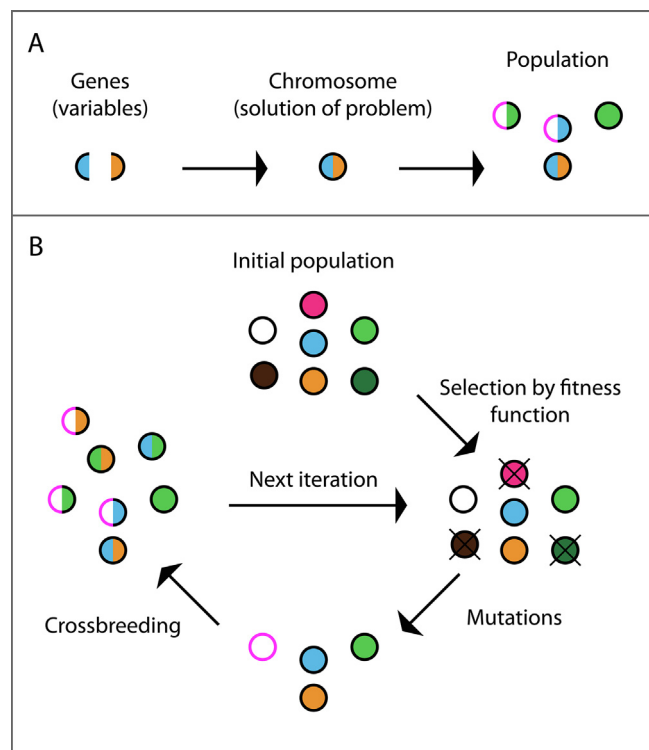 A
Genes
(variables)
Chromosome
(solution of problem)
Population
B
Initial population
Selection by fitness
function
Next iteration
Mutations
Crossbreeding